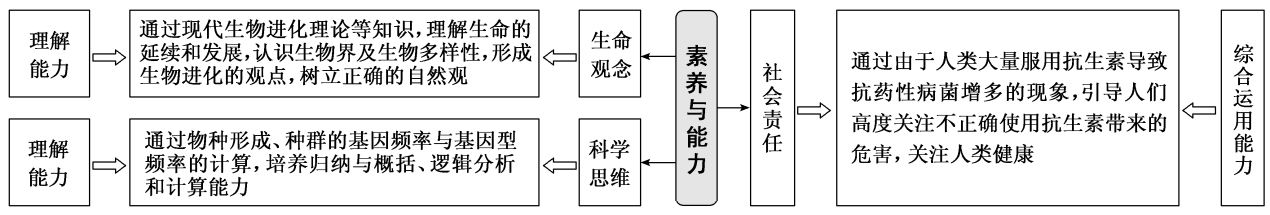 理解
能力
通过现代生物进化理论等知识，理解生命的
延续和发展，认识生物界及生物多样性，形成
生物进化的观点，树立正确的自然观
生命
观念
理解
能力
通过物种形成、种群的基因频率与基因型
频率的计算，培养归纳与概括、逻辑分析
和计算能力
科学
思维
素养与能力
社会责任
通过由于人类大量服用抗生素导致
抗药性病菌增多的现象，引导人们
高度关注不正确使用抗生素带来的
危害，关注人类健康
综合运用能力